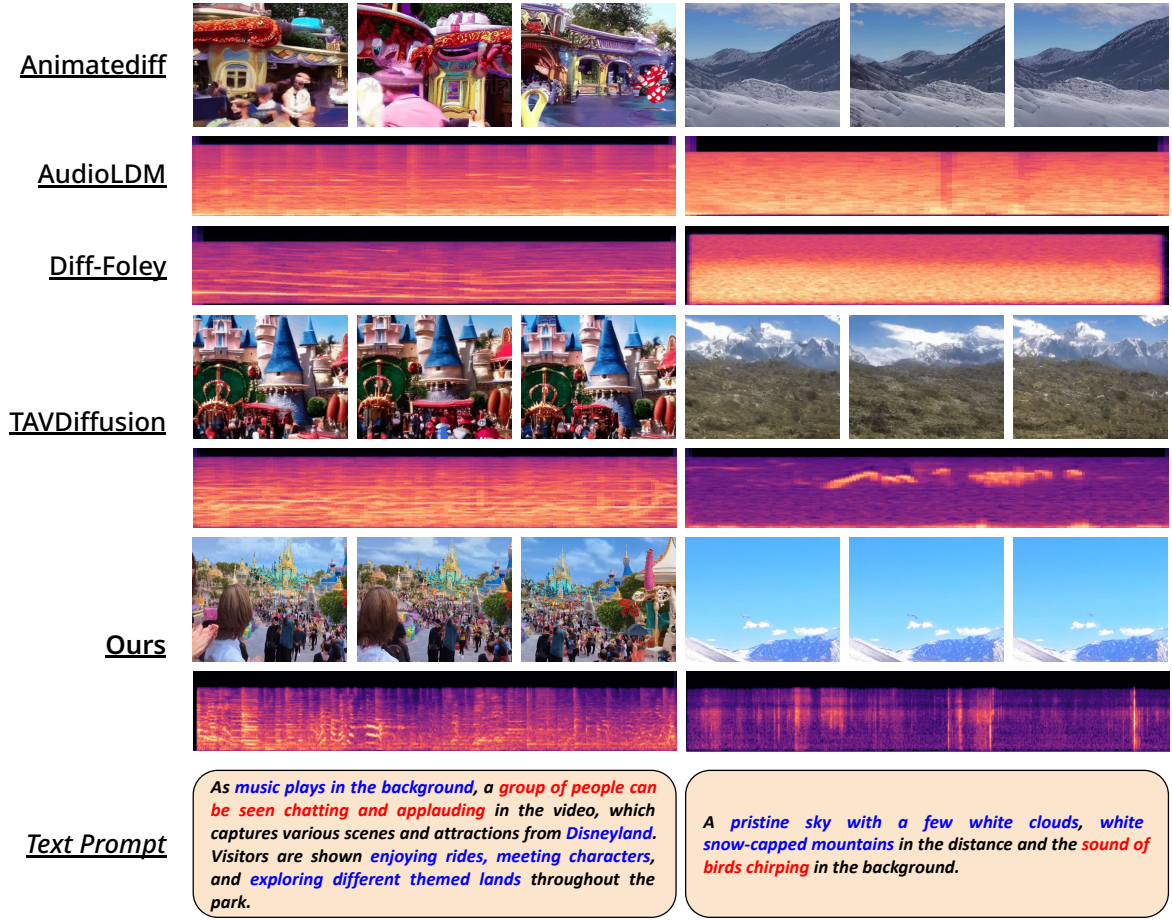 Animatediff
AudioLDM
Diff-Foley
TAVDiffusion
Ours
Text Prompt
As music plays in the background, a group of people can
be seen chatting and applauding in the video, which
captures various scenes and attractions from Disneyland.
Visitors are shown enjoying rides, meeting characters,
and exploring different themed lands throughout the
park.
A pristine sky with a few white clouds, white
snow-capped mountains in the distance and the sound of
birds chirping in the background.